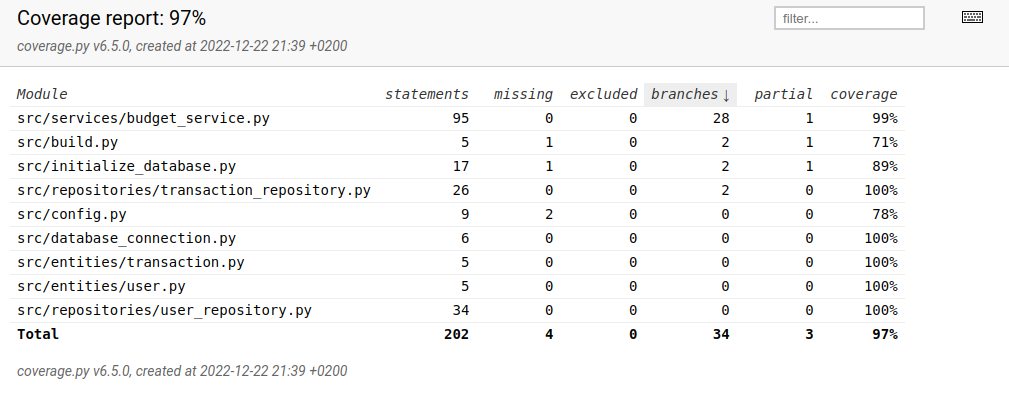 Coverage report: 97%
filter...
coverage.py v6.5.0, created at 2022-12-22 21:39 +0200
Module statements missing excluded branches ↓ partial coverage
src/services/budget_service.py 95 0 0 28 1 99%
src/build.py 5 1 0 2 1 71%
src/initialize_database.py 17 1 0 2 1 89%
src/repositories/transaction_repository.py 26 0 0 2 0 100%
src/config.py 9 2 0 0 0 78%
src/database_connection.py 6 0 0 0 0 100%
src/entities/transaction.py 5 0 0 0 0 100%
src/entities/user.py 5 0 0 0 0 100%
src/repositories/user_repository.py 34 0 0 0 0 100%
Total 202 4 0 34 3 97%
coverage.py v6.5.0, created at 2022-12-22 21:39 +0200